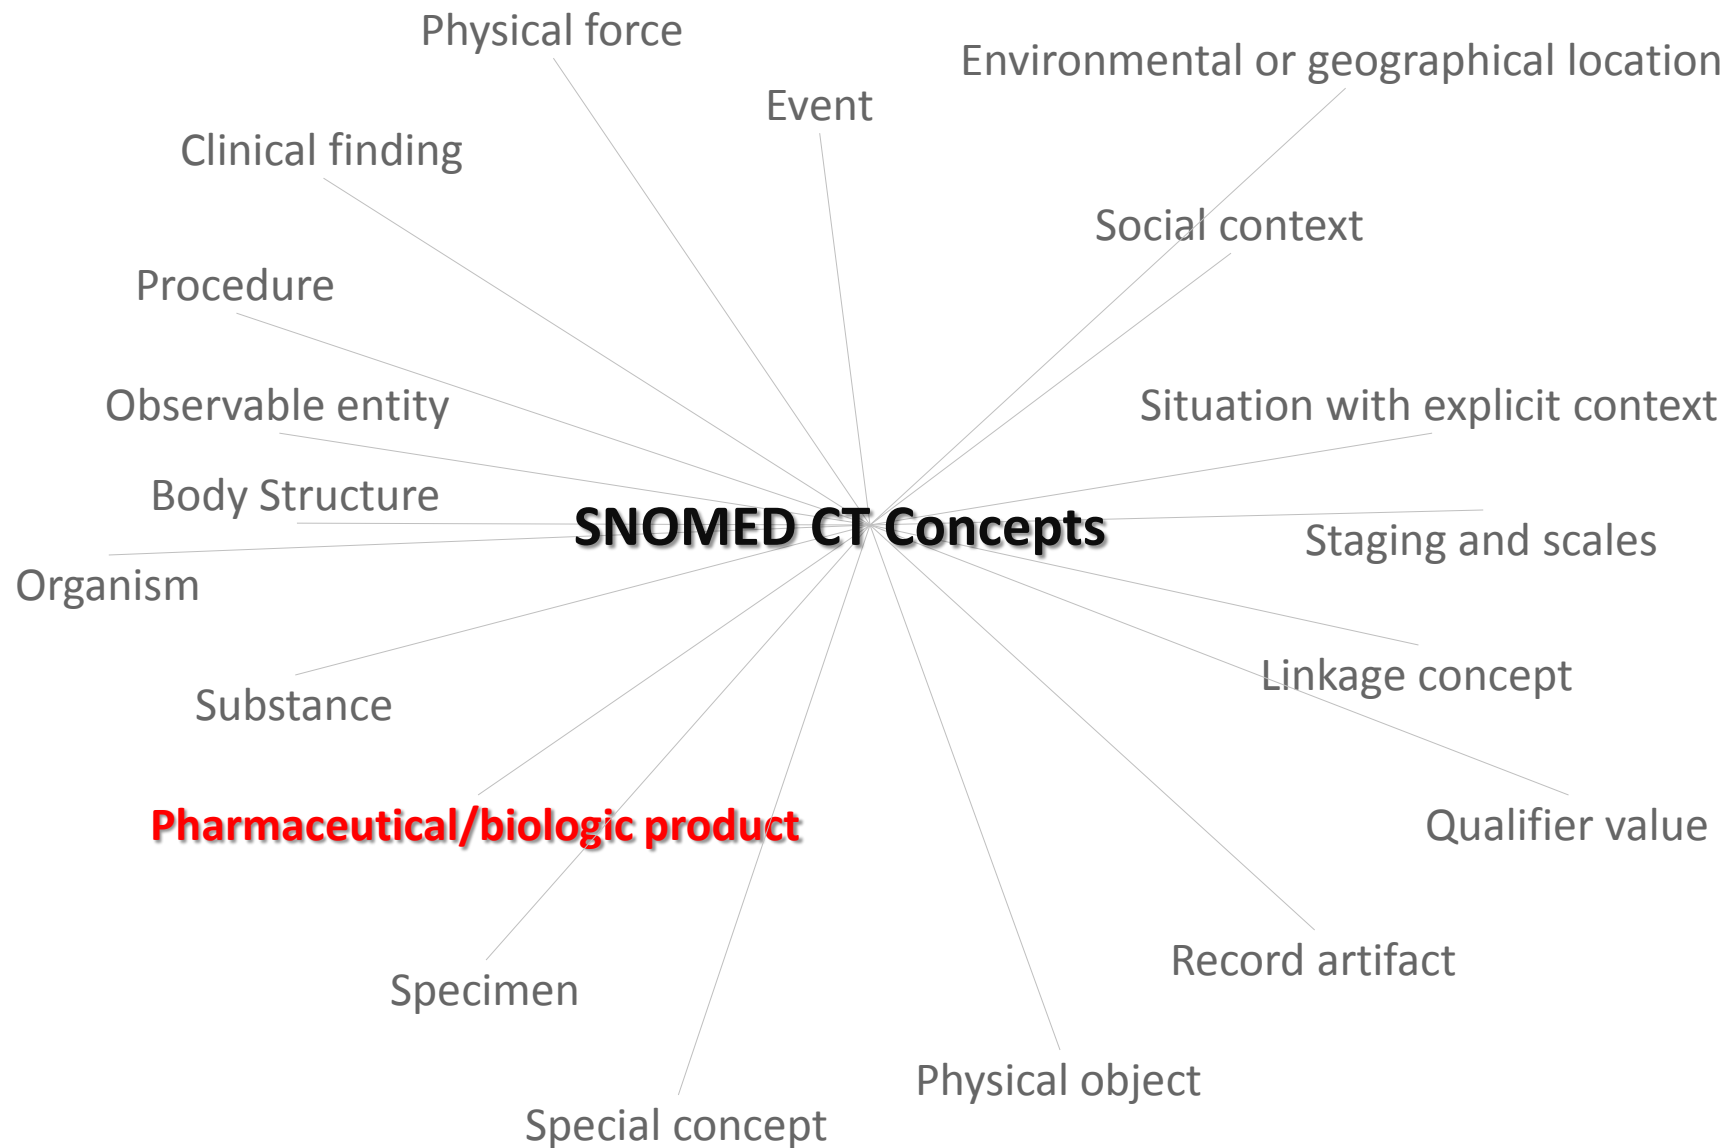 Physical force
Environmental or geographical location
Event
Clinical finding
Social context
Procedure
Observable entity
Situation with explicit context
Body Structure
SNOMED CT Concepts
Staging and scales
Organism
Linkage concept
Substance
Pharmaceutical/biologic product
Qualifier value
Record artifact
Specimen
Physical object
Special concept